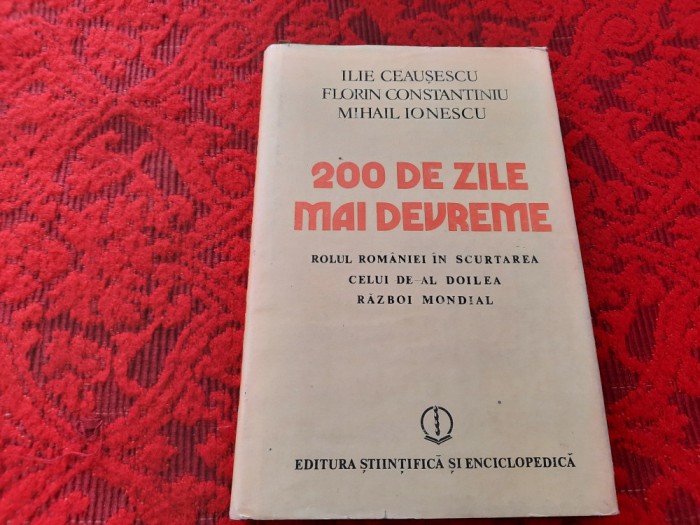 ILIE CEAUȘESCU
FLORIN CONSTANTINIU
MIHAIL IONESCU
200 DE ZILE
MAI DEVREME
ROLUL ROMÂNIEI ÎN SCURTAREA
CELUI DE-AL DOILEA
RĂZBOI MONDIAL
EDITURA ȘTIINȚIFICĂ ȘI ENCICLOPEDICĂ